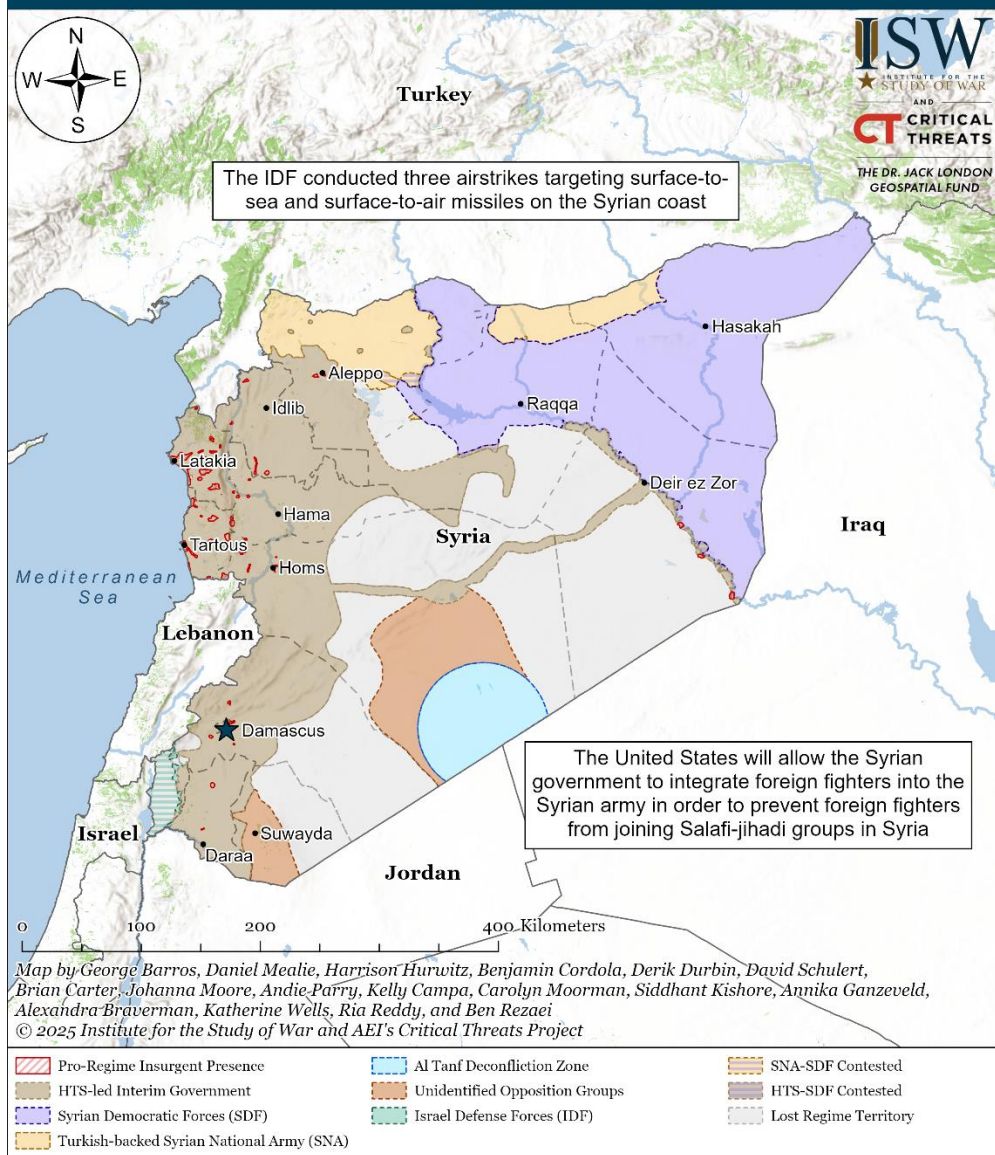 N
W
E
S
ISW
INSTITUTE FOR THE
STUDY OF WAR
AND
CT CRITICAL
THREATS
THE DR. JACK LONDON
GEOSPATIAL FUND
Turkey
The IDF conducted three airstrikes targeting surface-to-
sea and surface-to-air missiles on the Syrian coast
Hasakah
Aleppo
Idlib
Raqqa
Latakia
Deir ez Zor
Hama
Syria
Iraq
Tartous
Homs
Mediterranean
Sea
Lebanon
Damascus
The United States will allow the Syrian
government to integrate foreign fighters into the
Syrian army in order to prevent foreign fighters
from joining Salafi-jihadi groups in Syria
Israel
Suwayda
Daraa
Jordan
0 100 200 400 Kilometers
Map by George Barros, Daniel Mealie, Harrison Hurwitz, Benjamin Cordola, Derik Durbin, David Schulert,
Brian Carter, Johanna Moore, Andie Parry, Kelly Campa, Carolyn Moorman, Siddhant Kishore, Annika Ganzeveld,
Alexandra Braverman, Katherine Wells, Ria Reddy, and Ben Rezaei
© 2025 Institute for the Study of War and AEI's Critical Threats Project
Pro-Regime Insurgent Presence
HTS-led Interim Government
Syrian Democratic Forces (SDF)
Turkish-backed Syrian National Army (SNA)
Al Tanf Deconfliction Zone
Unidentified Opposition Groups
Israel Defense Forces (IDF)
SNA-SDF Contested
HTS-SDF Contested
Lost Regime Territory